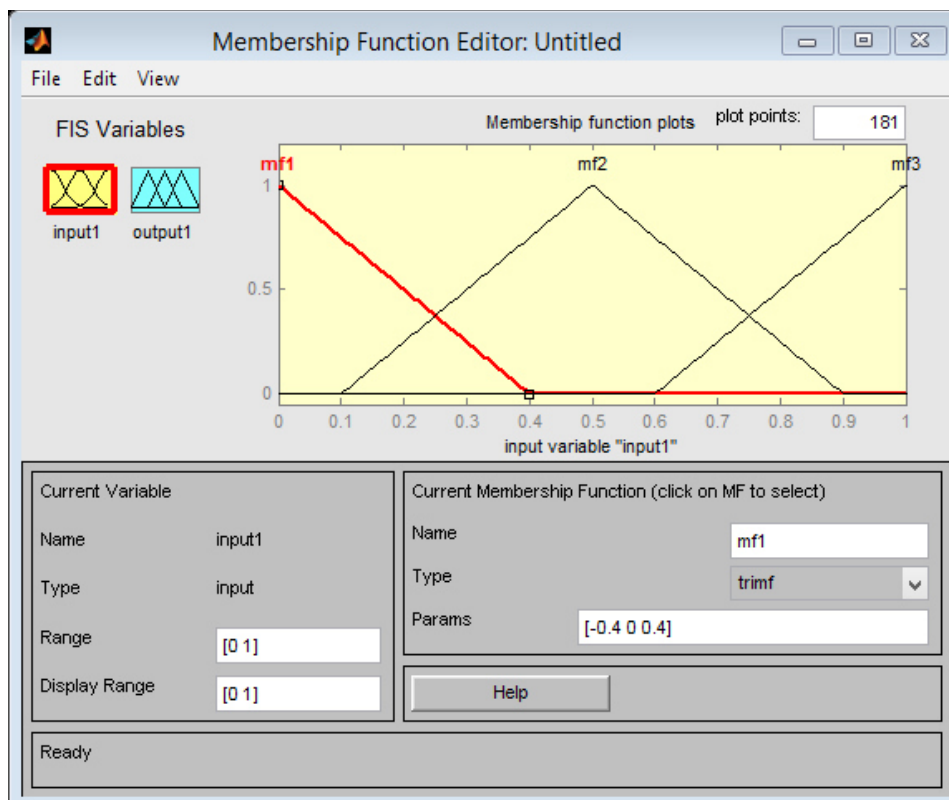 Membership Function Editor: Untitled
File Edit View
FIS Variables
Membership function plots plot points: 181
mf1 mf2 mf3
input1 output1
1
0.5
0
0 0.1 0.2 0.3 0.4 0.5 0.6 0.7 0.8 0.9 1
input variable "input1"
Current Variable
Name input1
Type input
Range [0 1]
Display Range [0 1]
Current Membership Function (click on MF to select)
Name mf1
Type trimf
Params [-0.4 0 0.4]
Help
Ready